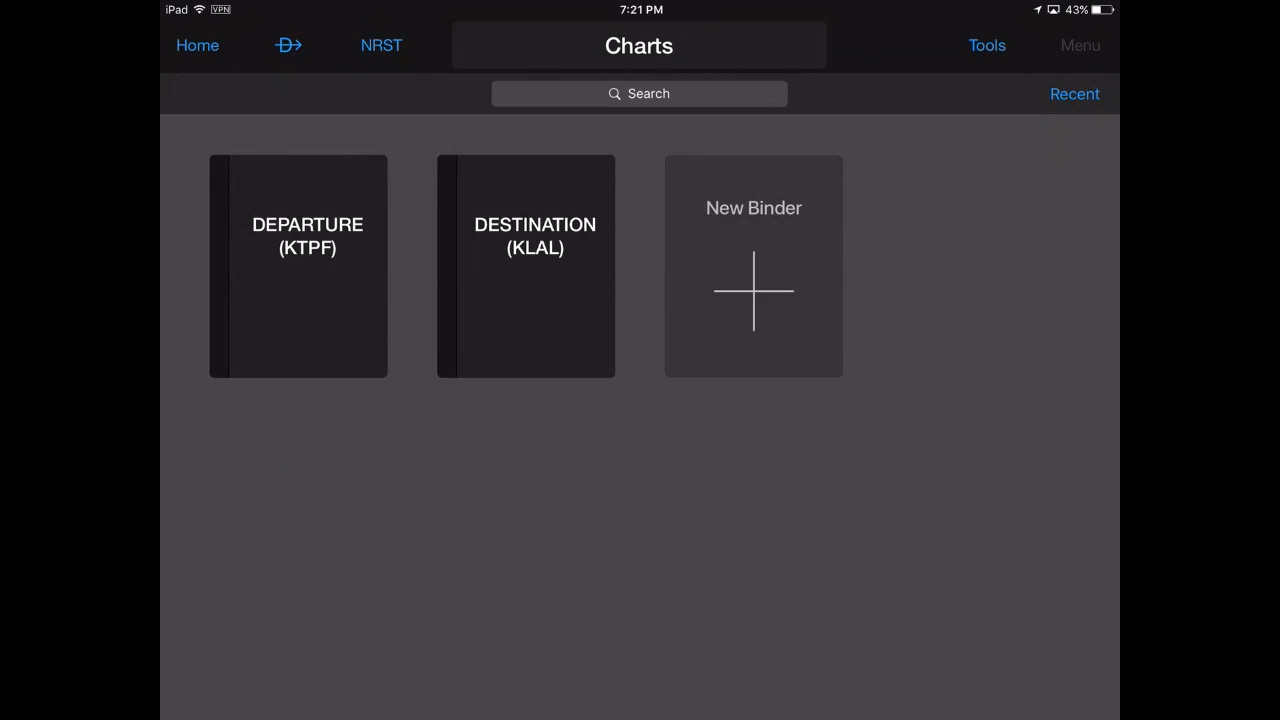 iPad VPN 7:21 PM 43%
Home D NRST Charts Tools Menu
Search Recent
DEPARTURE
(KTPF)
DESTINATION
(KLAL)
New Binder